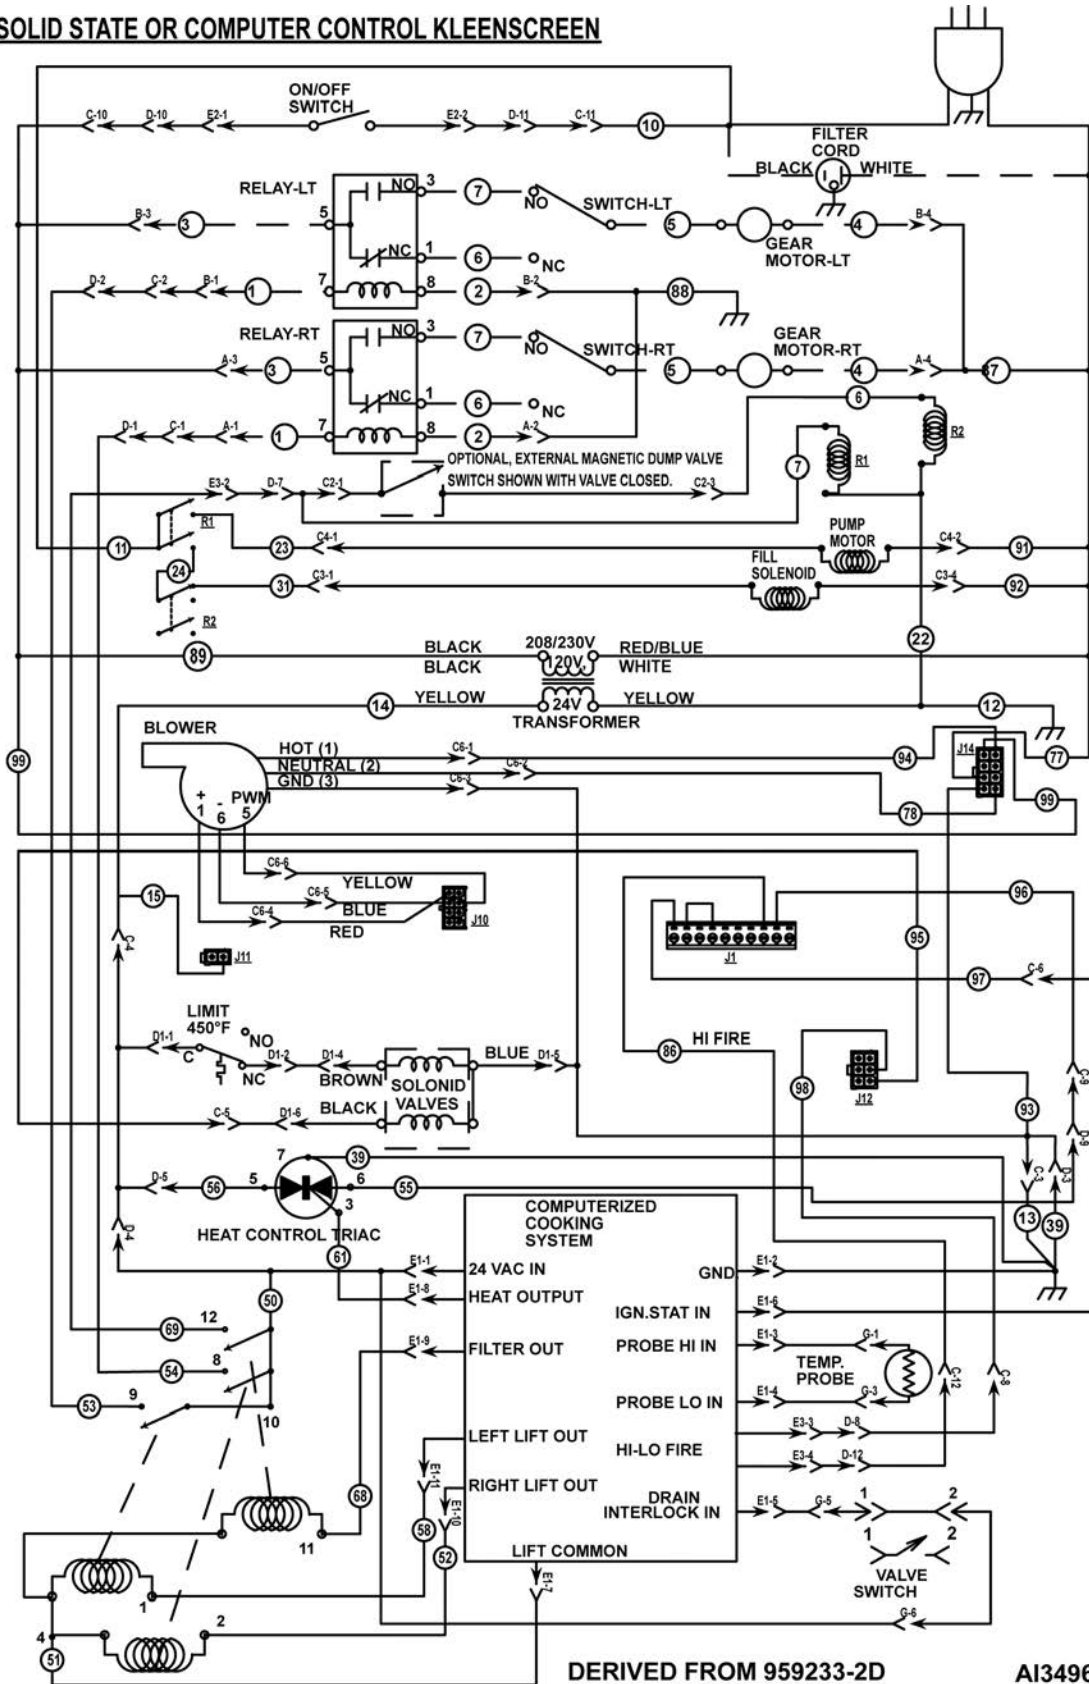 SOLID STATE OR COMPUTER CONTROL KLEENSCREEN
ON/OFF
SWITCH
C-10
D-10
E2-1
E2-2
D-11
C-11
10
FILTER
CORD
BLACK
WHITE
RELAY-LT
NO
3
7
NO
SWITCH-LT
B-3
3
5
5
4
B-4
GEAR
MOTOR-LT
NC
1
6
NC
D-2
C-2
B-1
1
7
8
2
B-2
88
RELAY-RT
NO
3
7
NO
SWITCH-RT
GEAR
MOTOR-RT
A-3
3
5
5
4
A-4
37
NC
1
6
NC
6
D-1
C-1
A-1
1
7
8
2
A-2
R2
7
R1
OPTIONAL, EXTERNAL MAGNETIC DUMP VALVE
SWITCH SHOWN WITH VALVE CLOSED.
E3-2
D-7
C2-1
C2-3
R1
PUMP
MOTOR
11
23
C4-1
C4-2
91
24
FILL
SOLENOID
31
C3-1
C3-4
92
R2
22
89
BLACK
208/230V
RED/BLUE
BLACK
120V,
WHITE
14
YELLOW
24V
YELLOW
12
TRANSFORMER
BLOWER
HOT (1)
C6-1
94
J14
77
99
NEUTRAL (2)
C6-2
GND (3)
C6-3
+
-
PWM
1
6
5
78
99
C6-6
YELLOW
15
C6-5
BLUE
C6-4
RED
J10
96
95
J11
J1
C-4
97
C-6
LIMIT
450°F
NO
D1-1
C
D1-2
D1-4
BROWN
NC
SOLONID
VALVES
BLUE
D1-5
86
HI FIRE
98
J12
C-9
BLACK
C-5
D1-6
93
D-9
7
39
C-3
D-3
D-5
56
5
6
55
3
13
39
HEAT CONTROL TRIAC
D-4
61
COMPUTERIZED
COOKING
SYSTEM
E1-1
24 VAC IN
GND
E1-2
50
E1-8
HEAT OUTPUT
IGN.STAT IN
E1-6
69
12
E1-9
FILTER OUT
PROBE HI IN
E1-3
G-1
54
8
TEMP.
PROBE
C-12
C-8
53
9
10
PROBE LO IN
E1-4
G-3
LEFT LIFT OUT
E3-3
D-8
HI-LO FIRE
E3-4
D-12
E1-11
RIGHT LIFT OUT
68
58
E1-10
DRAIN
INTERLOCK IN
E1-5
G-5
1
2
11
52
1
2
LIFT COMMON
VALVE
SWITCH
E1-7
1
2
G-6
4
51
DERIVED FROM 959233-2D
AI3496